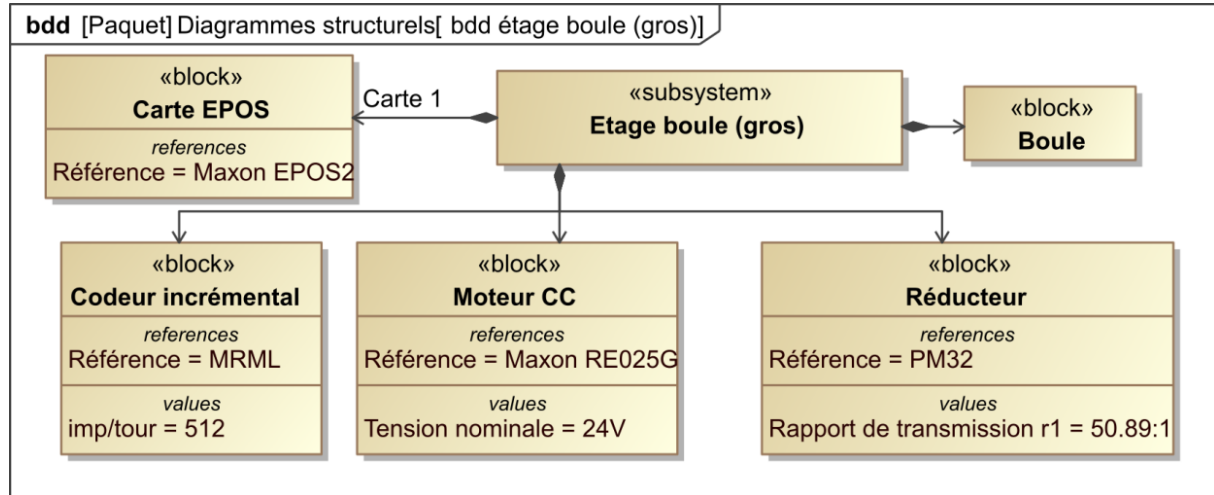 bdd [Paquet] Diagrammes structurels[ bdd étage boule (gros)]
«block»
Carte EPOS
references
Référence = Maxon EPOS2
Carte 1
«subsystem»
Etage boule (gros)
«block»
Boule
«block»
Codeur incrémental
references
Référence = MRML
values
imp/tour = 512
«block»
Moteur CC
references
Référence = Maxon RE025G
values
Tension nominale = 24V
«block»
Réducteur
references
Référence = PM32
values
Rapport de transmission r1 = 50.89:1